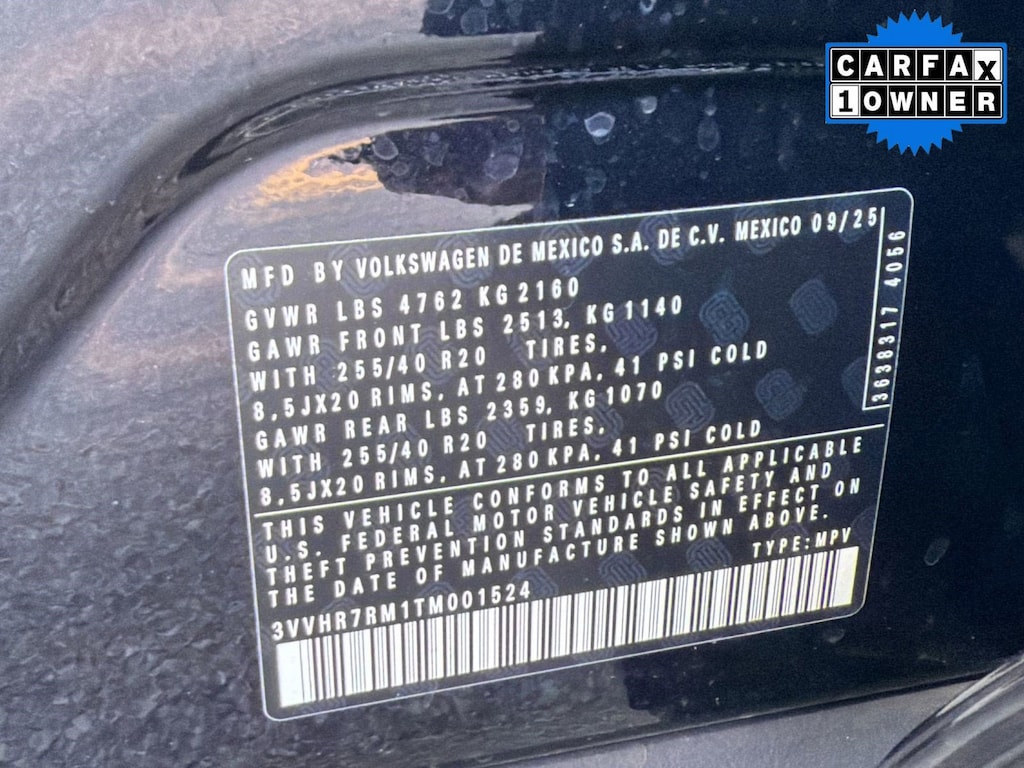 CARFAX
1 OWNER
MFD BY VOLKSWAGEN DE MEXICO S.A. DE C.V. MEXICO 09/25
GVWR LBS 4762 KG 2160
GAWR FRONT LBS 2513, KG 1140
WITH 255/40 R20 TIRES,
8,5JX20 RIMS, AT 280 KPA, 41 PSI COLD
GAWR REAR LBS 2359, KG 1070
WITH 255/40 R20 TIRES,
8,5JX20 RIMS, AT 280 KPA, 41 PSI COLD
3638317 4056
THIS VEHICLE CONFORMS TO ALL APPLICABLE
U.S. FEDERAL MOTOR VEHICLE SAFETY AND
THEFT PREVENTION STANDARDS IN EFFECT ON
THE DATE OF MANUFACTURE SHOWN ABOVE.
TYPE: MPV
3VVHR7RM1TM001524